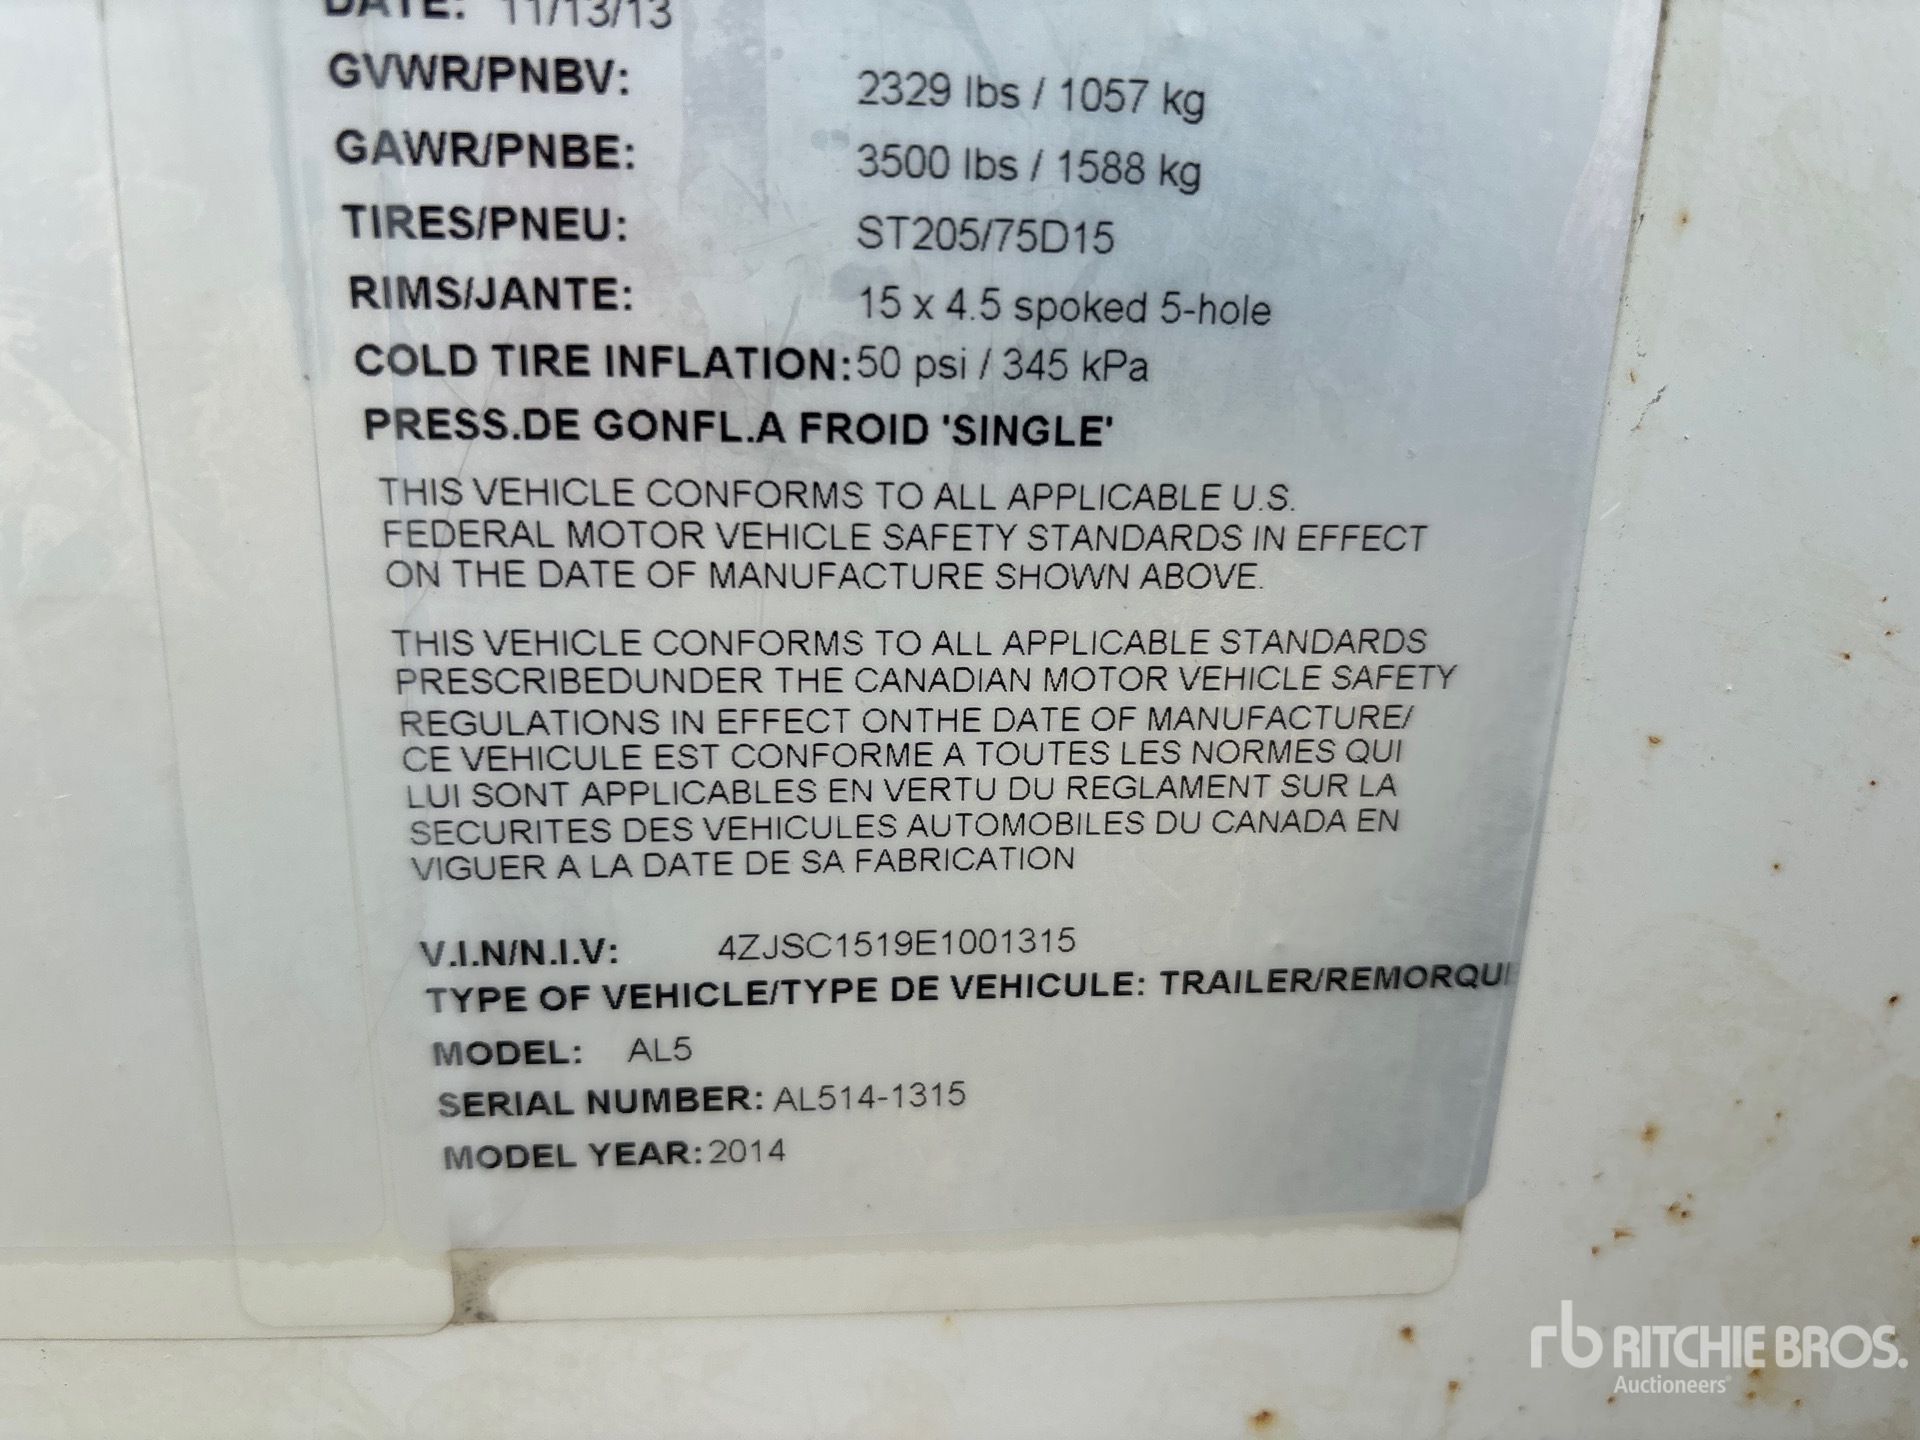 DATE: 11/13/13
GVWR/PNBV: 2329 lbs / 1057 kg
GAWR/PNBE: 3500 lbs / 1588 kg
TIRES/PNEU: ST205/75D15
RIMS/JANTE: 15 x 4.5 spoked 5-hole
COLD TIRE INFLATION: 50 psi / 345 kPa
PRESS.DE GONFL.A FROID 'SINGLE'
THIS VEHICLE CONFORMS TO ALL APPLICABLE U.S.
FEDERAL MOTOR VEHICLE SAFETY STANDARDS IN EFFECT
ON THE DATE OF MANUFACTURE SHOWN ABOVE.
THIS VEHICLE CONFORMS TO ALL APPLICABLE STANDARDS
PRESCRIBEDUNDER THE CANADIAN MOTOR VEHICLE SAFETY
REGULATIONS IN EFFECT ONTHE DATE OF MANUFACTURE/
CE VEHICULE EST CONFORME A TOUTES LES NORMES QUI
LUI SONT APPLICABLES EN VERTU DU REGLAMENT SUR LA
SECURITES DES VEHICULES AUTOMOBILES DU CANADA EN
VIGUER A LA DATE DE SA FABRICATION
V.I.N/N.I.V: 4ZJSC1519E1001315
TYPE OF VEHICLE/TYPE DE VEHICULE: TRAILER/REMORQUE
MODEL: AL5
SERIAL NUMBER: AL514-1315
MODEL YEAR: 2014
rb RITCHIE BROS.
Auctioneers